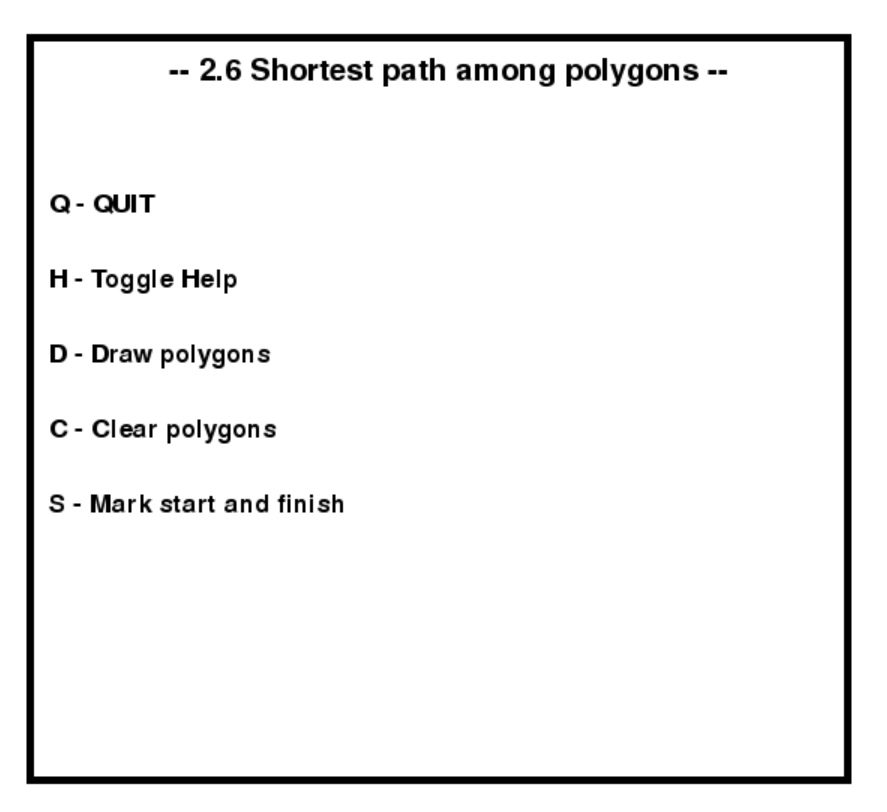 -- 2.6 Shortest path among polygons --
Q - QUIT
H - Toggle Help
D - Draw polygons
C - Clear polygons
S - Mark start and finish